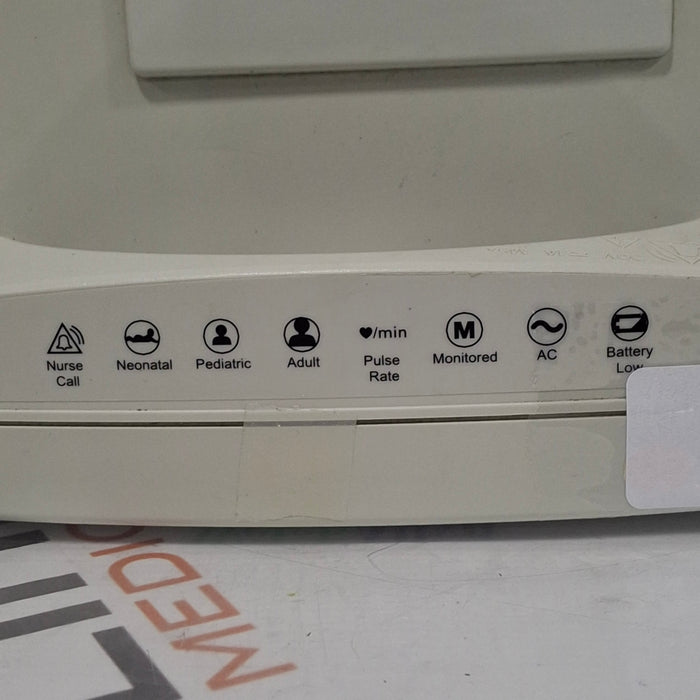 Nurse
Call
Neonatal
Pediatric
Adult
/min
Pulse
Rate
M
Monitored
AC
Battery
Low
MEDIC